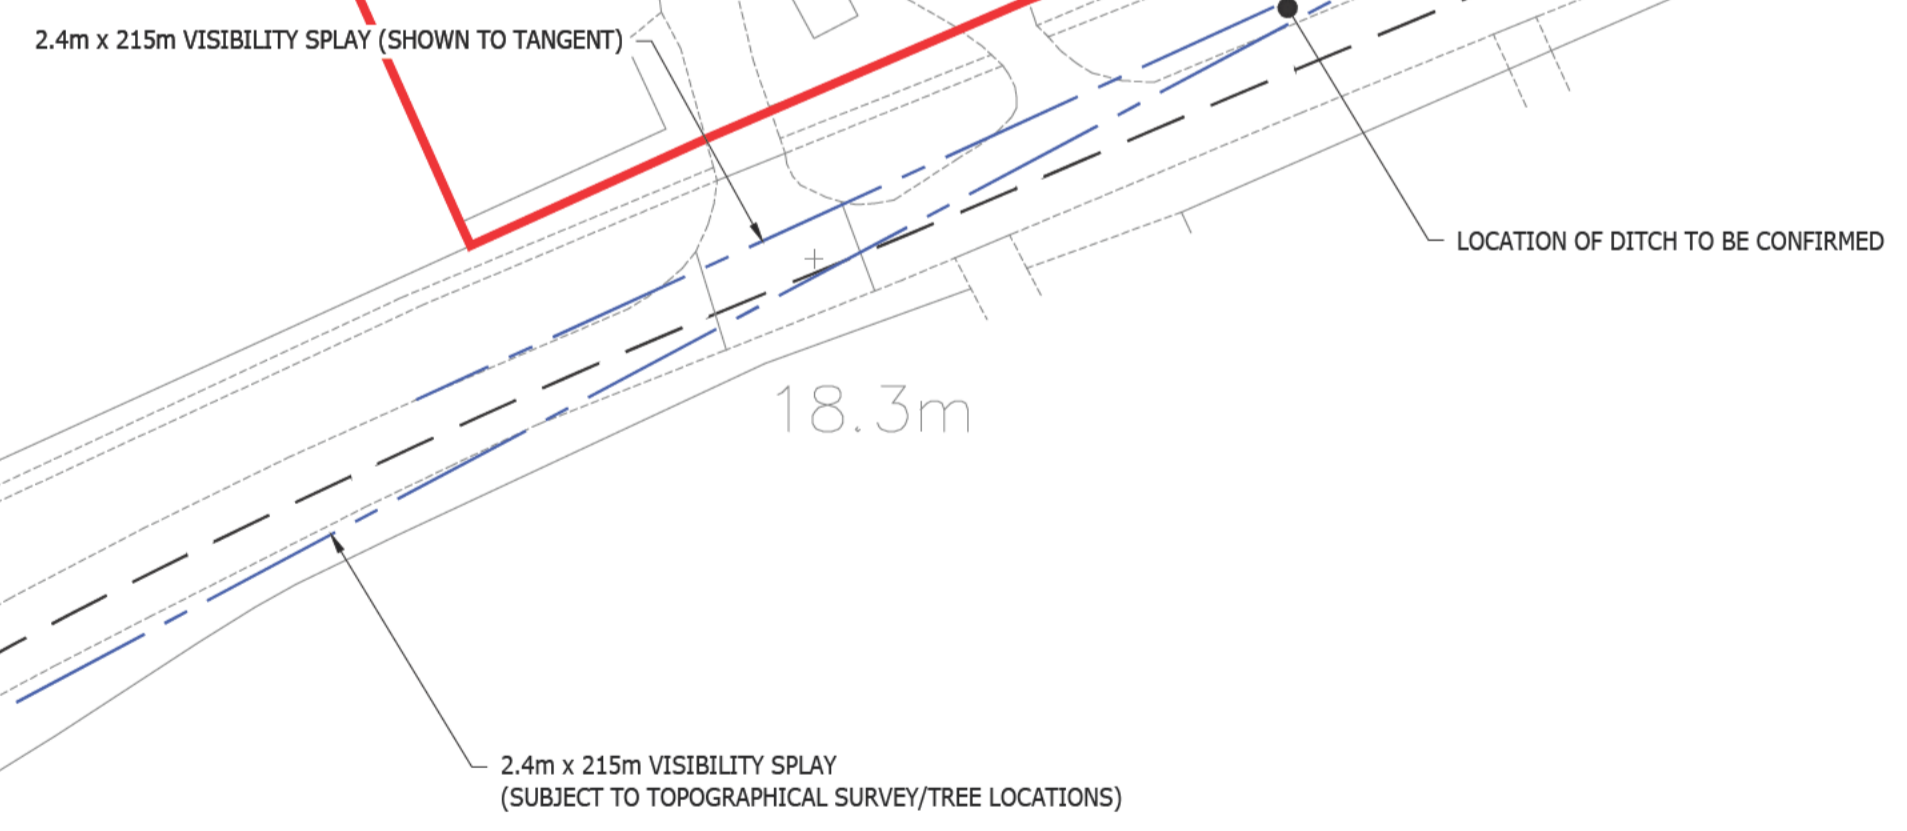 2.4m x 215m VISIBILITY SPLAY (SHOWN TO TANGENT)
LOCATION OF DITCH TO BE CONFIRMED
18.3m
2.4m x 215m VISIBILITY SPLAY
(SUBJECT TO TOPOGRAPHICAL SURVEY/TREE LOCATIONS)